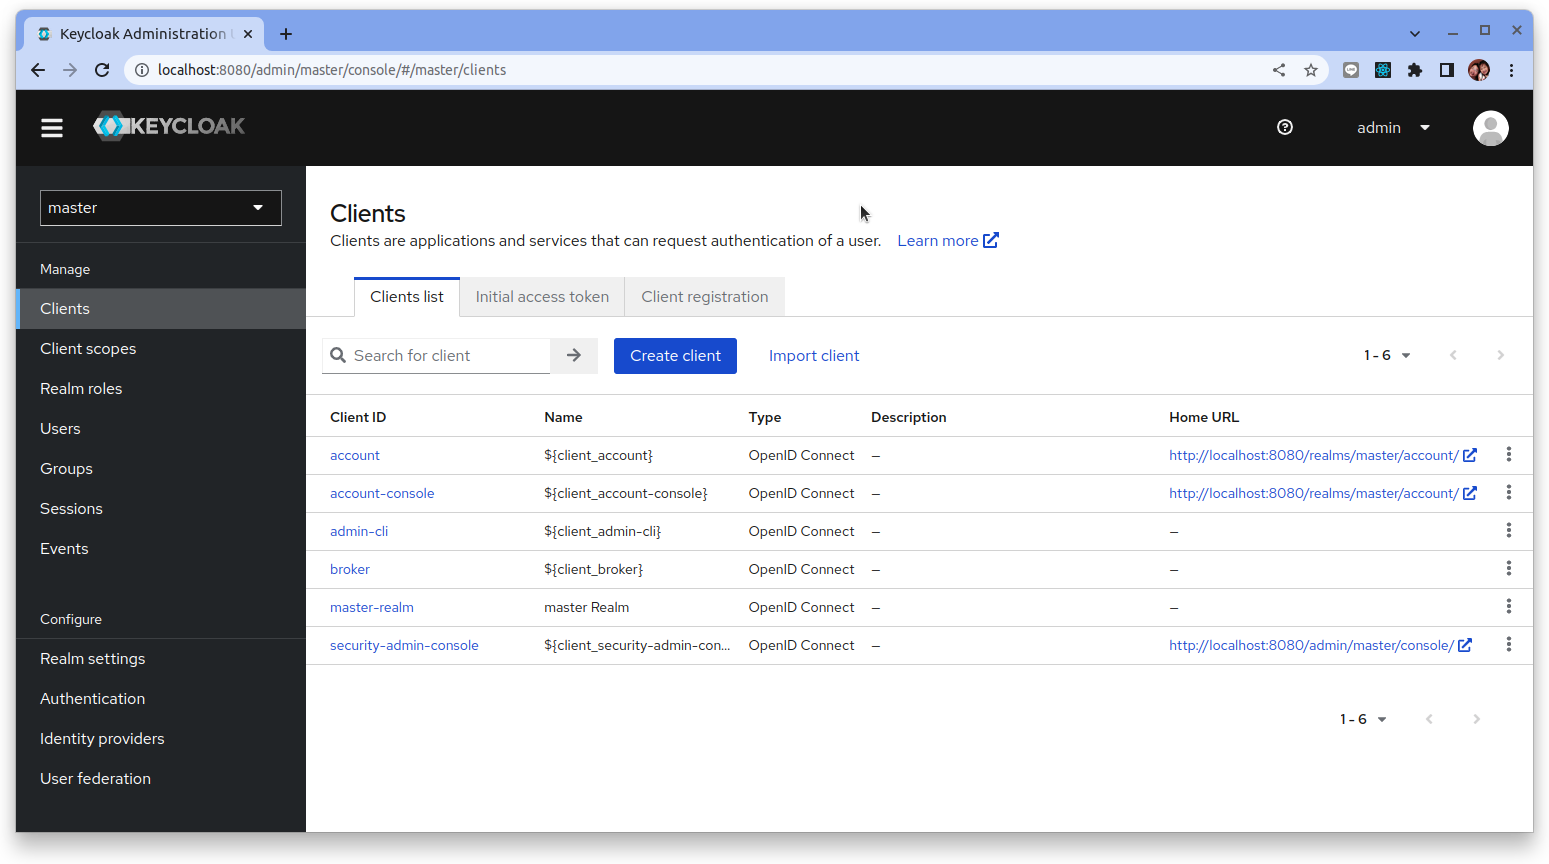 Keycloak Administration
localhost:8080/admin/master/console/#/master/clients
KEYCLOAK
admin
master
Manage
Clients
Client scopes
Realm roles
Users
Groups
Sessions
Events
Configure
Realm settings
Authentication
Identity providers
User federation
Clients
Clients are applications and services that can request authentication of a user. Learn more
Clients list Initial access token Client registration
Search for client Create client Import client 1 - 6
Client ID Name Type Description Home URL
account ${client_account} OpenID Connect – http://localhost:8080/realms/master/account/
account-console ${client_account-console} OpenID Connect – http://localhost:8080/realms/master/account/
admin-cli ${client_admin-cli} OpenID Connect – –
broker ${client_broker} OpenID Connect – –
master-realm master Realm OpenID Connect – –
security-admin-console ${client_security-admin-con... OpenID Connect – http://localhost:8080/admin/master/console/
1 - 6